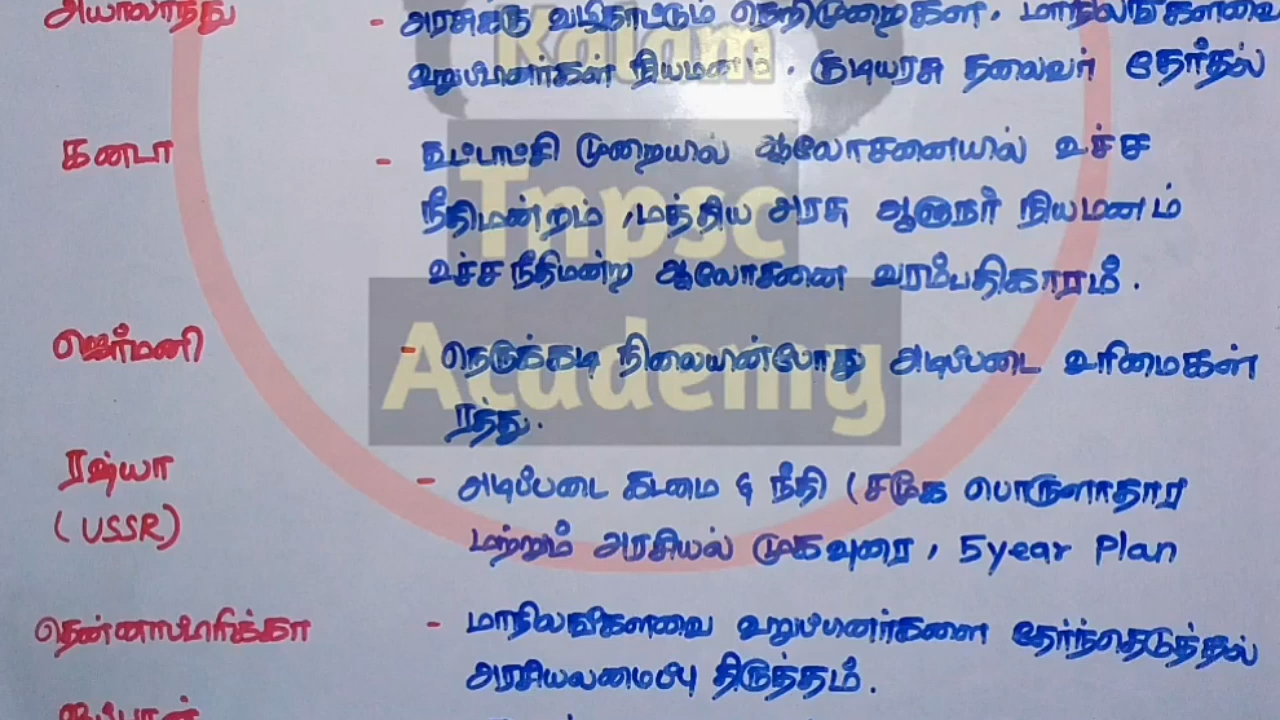 அயர்லாந்து - அரசுக்கு வழிகாட்டும் நெறிமுறைகள், மாநிலங்களவை
உறுப்பினர்கள் நியமனம். குடியரசு தலைவர் தேர்தல்
Kalam
கனடா - கூட்டாட்சி முறையில் ஆலோசனையில் உச்ச
நீதிமன்றம், மத்திய அரசு ஆளுநர் நியமனம்
உச்ச நீதிமன்ற ஆலோசனை வரம்பதிகாரம்.
Tnpsc
ஜெர்மனி - நெருக்கடி நிலையின்போது அடிப்படை உரிமைகள்
ரத்து.
Academy
ரஷ்யா - அடிப்படை கடமை & நீதி (சமூக பொருளாதார
(USSR) மற்றும் அரசியல் முகவுரை, 5year Plan
தென்னாப்பிரிக்கா - மாநிலங்களவை உறுப்பினர்களை தேர்ந்தெடுத்தல்
அரசியலமைப்பு திருத்தம்.
ஜப்பான்